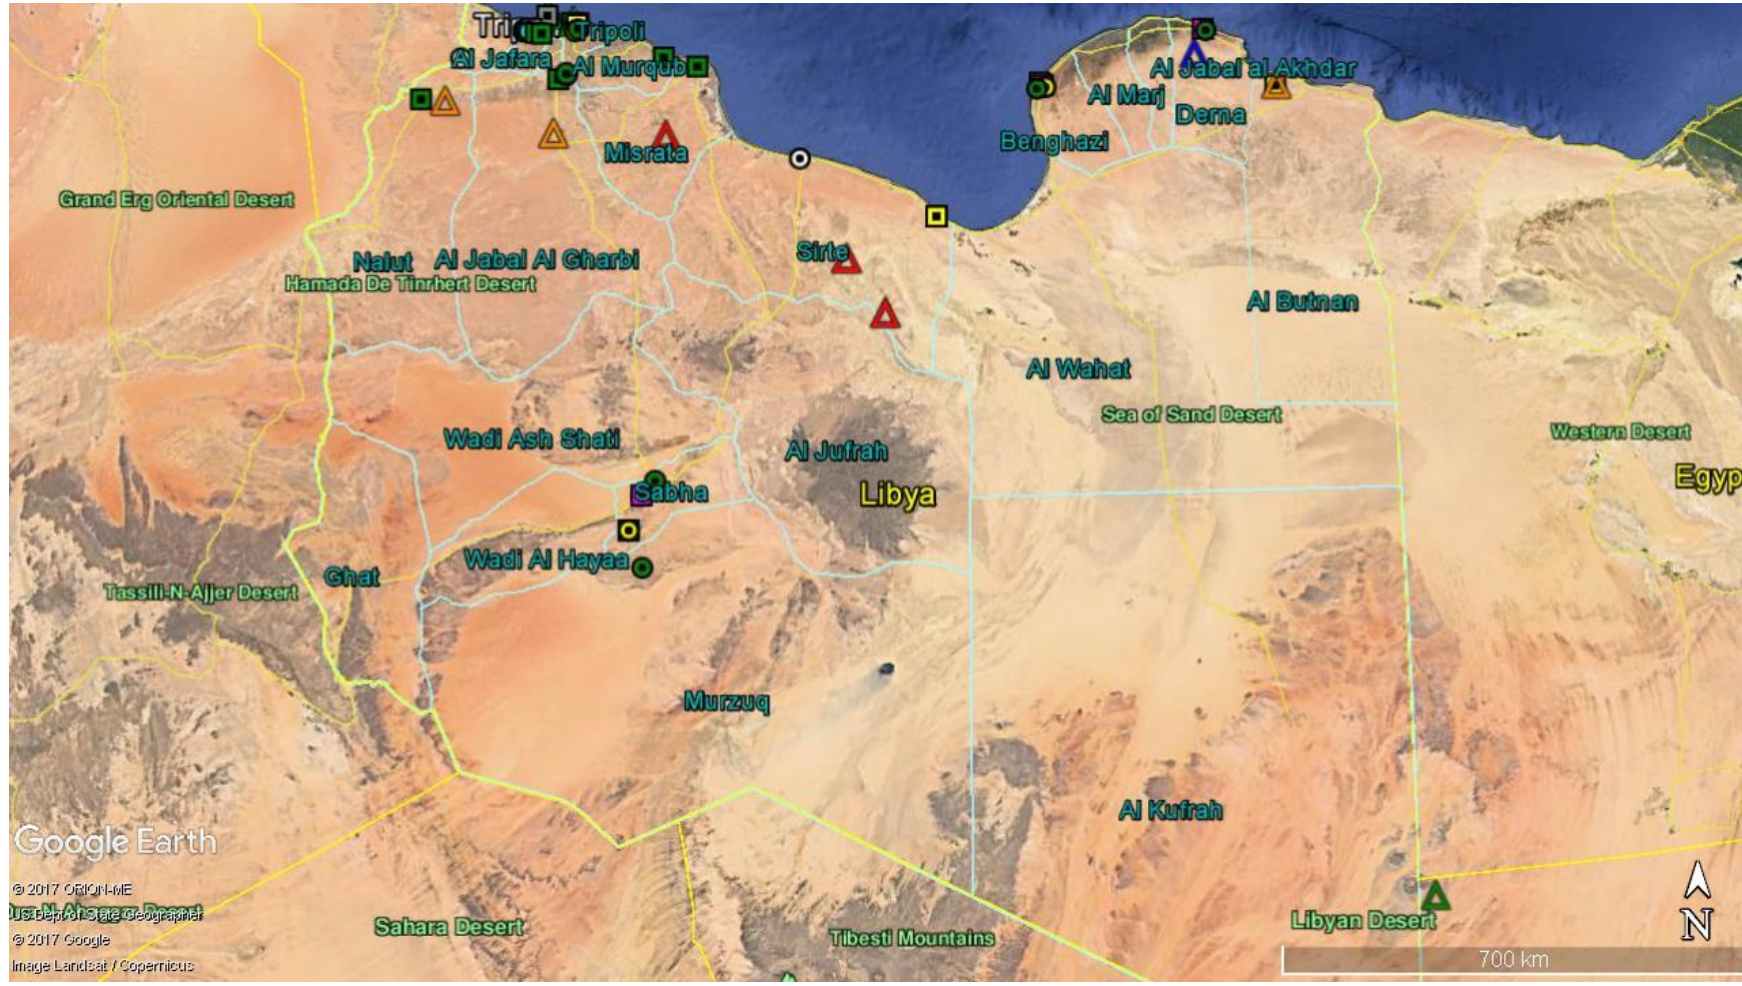 Tripoli
Al Jafara
Al Murqub
Al Jabal al Akhdar
Al Marj
Derna
Benghazi
Misrata
Grand Erg Oriental Desert
Sirte
Nalut
Al Jabal Al Gharbi
Hamada De Tinrhert Desert
Al Butnan
Al Wahat
Sea of Sand Desert
Western Desert
Wadi Ash Shati
Al Jufrah
Libya
Egyp
Sabha
Wadi Al Hayaa
Ghat
Tassili-N-Ajjer Desert
Murzuq
Al Kufrah
Google Earth
© 2017 ORION-ME
US Dept of State Geographer
© 2017 Google
Image Landsat / Copernicus
Sahara Desert
Tibesti Mountains
Libyan Desert
N
700 km